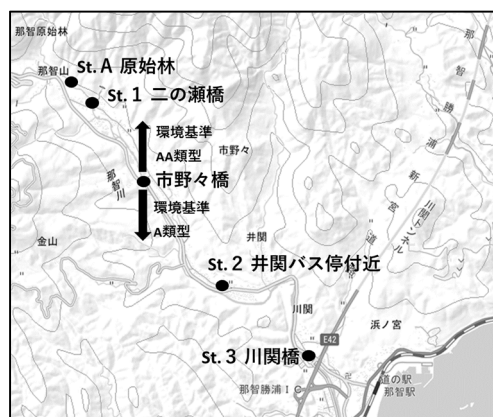 那智原始林
那智山
St. A 原始林
St. 1 二の瀬橋
環境基準
AA類型
市野々
市野々橋
環境基準
A類型
那智川
金山
井関
St. 2 井関バス停付近
川関
St. 3 川関橋
那智勝浦新宮道路
川関トンネル
E42
浜ノ宮
那智勝浦IC
道の駅
那智駅